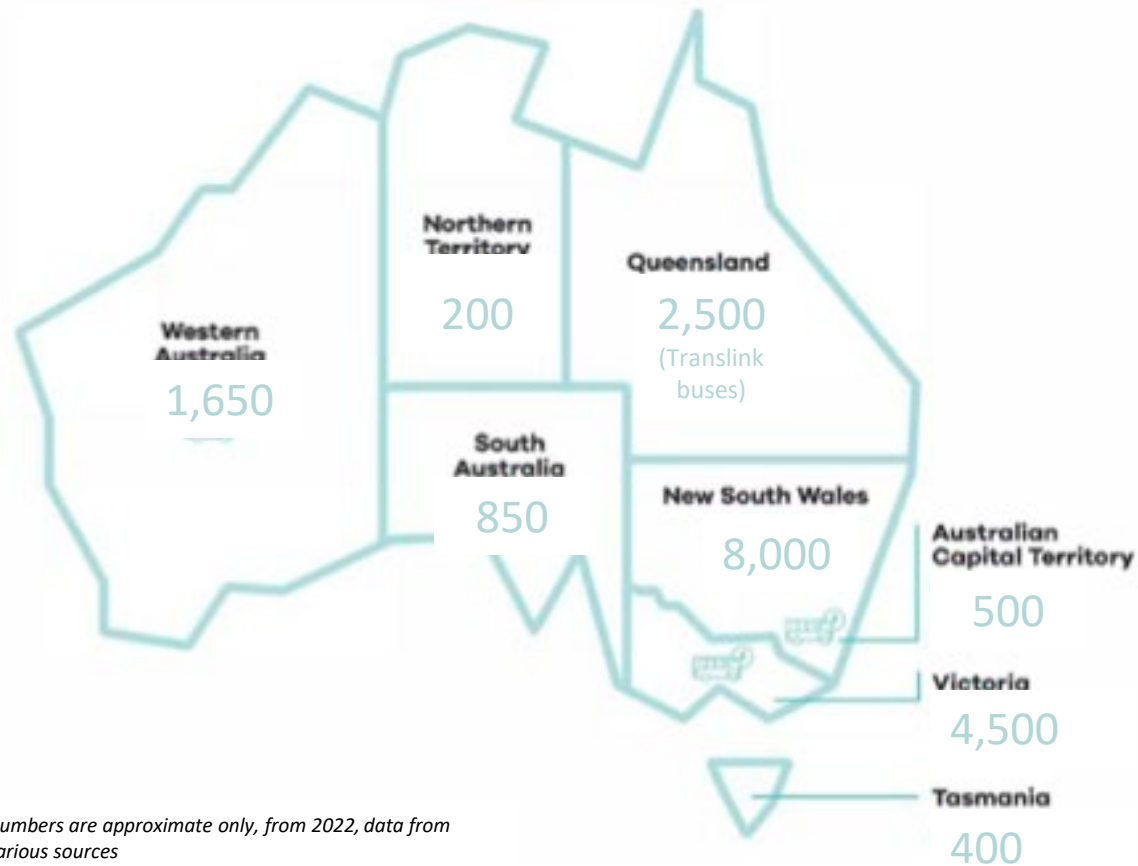 Northern
Territory
200
Queensland
2,500
(Translink
buses)
Western
Australia
1,650
South
Australia
850
New South Wales
8,000
Australian
Capital Territory
500
Victoria
4,500
Tasmania
400
umbers are approximate only, from 2022, data from
arious sources